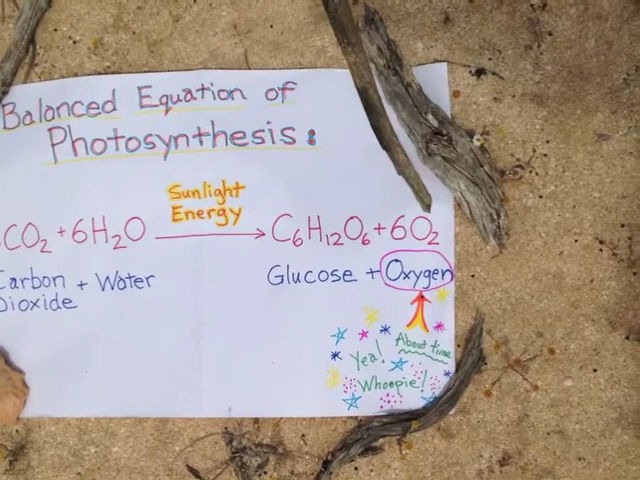 Balanced Equation of
Photosynthesis:
Sunlight
Energy
CO₂ + 6H₂O → C₆H₁₂O₆ + 6O₂
Carbon + Water
Dioxide
Glucose + Oxygen
Yea! About time
Whoopie!